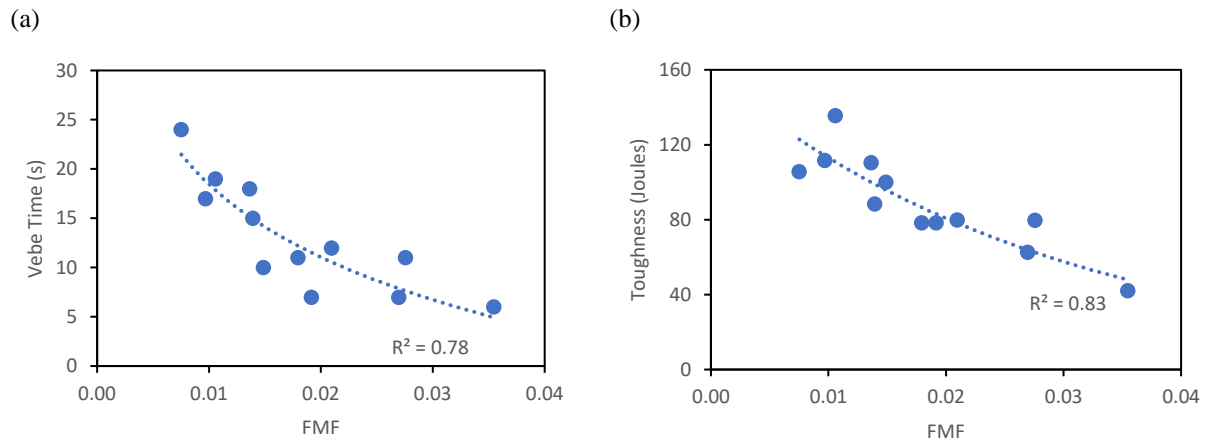 (a)
30
25
20
15
10
5
0
Vebe Time (s)
0.00 0.01 0.02 0.03 0.04
FMF
R² = 0.78
(b)
160
120
80
40
0
Toughness (Joules)
0.00 0.01 0.02 0.03 0.04
FMF
R² = 0.83